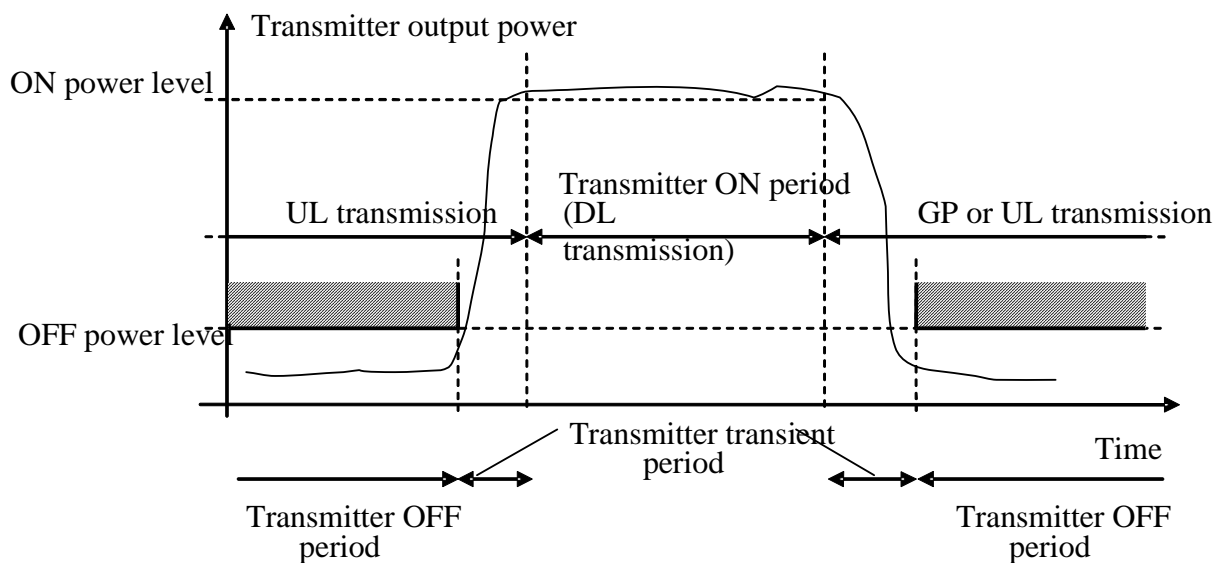 Transmitter output power
ON power level
Transmitter ON period
UL transmission
(DL
GP or UL transmission
transmission)
OFF power level
Transmitter transient
period
Time
Transmitter OFF
period
Transmitter OFF
period